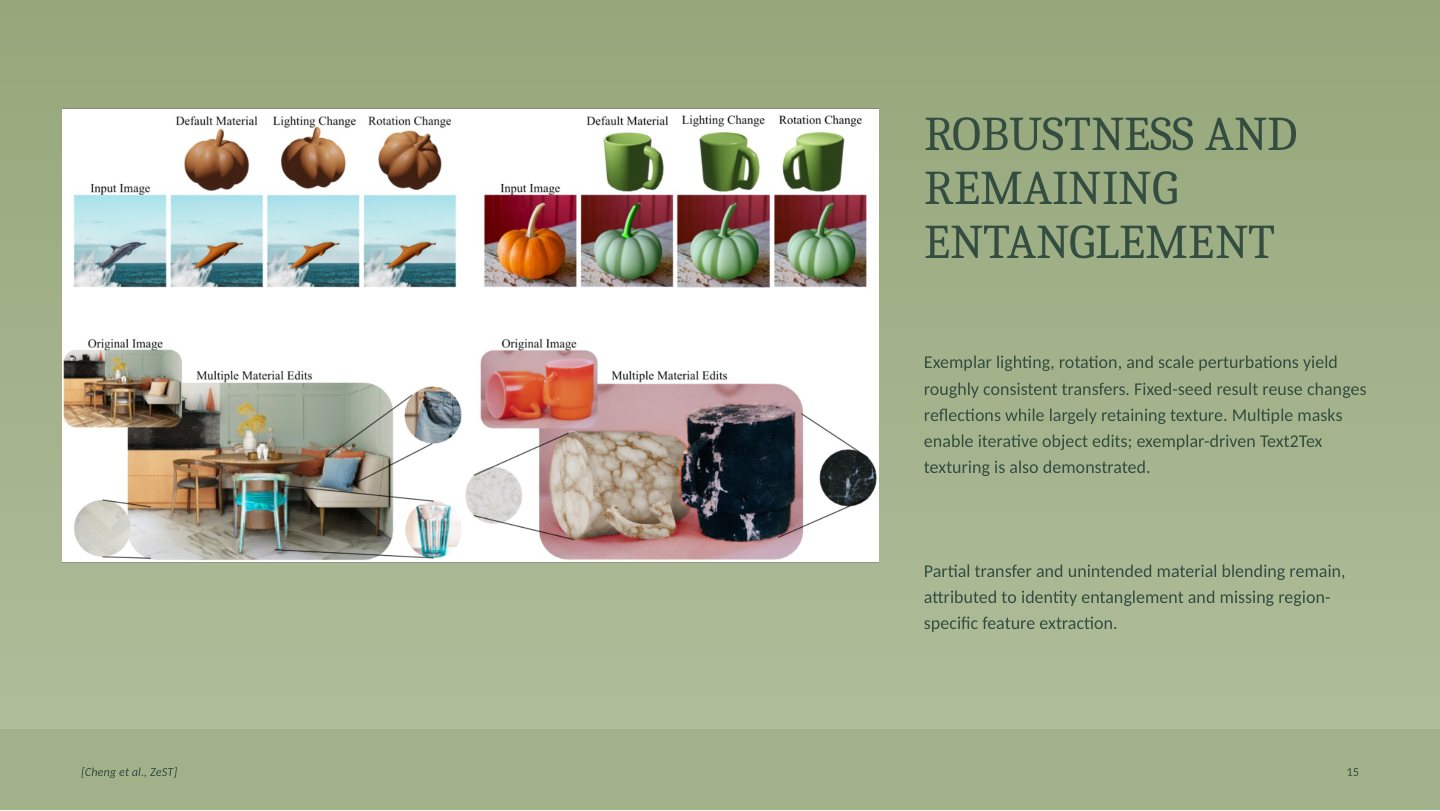 Default Material Lighting Change Rotation Change
Input Image
Default Material Lighting Change Rotation Change
Input Image
Original Image
Multiple Material Edits
Original Image
Multiple Material Edits
ROBUSTNESS AND
REMAINING
ENTANGLEMENT
Exemplar lighting, rotation, and scale perturbations yield
roughly consistent transfers. Fixed-seed result reuse changes
reflections while largely retaining texture. Multiple masks
enable iterative object edits; exemplar-driven Text2Tex
texturing is also demonstrated.
Partial transfer and unintended material blending remain,
attributed to identity entanglement and missing region-
specific feature extraction.
[Cheng et al., ZeST]
15